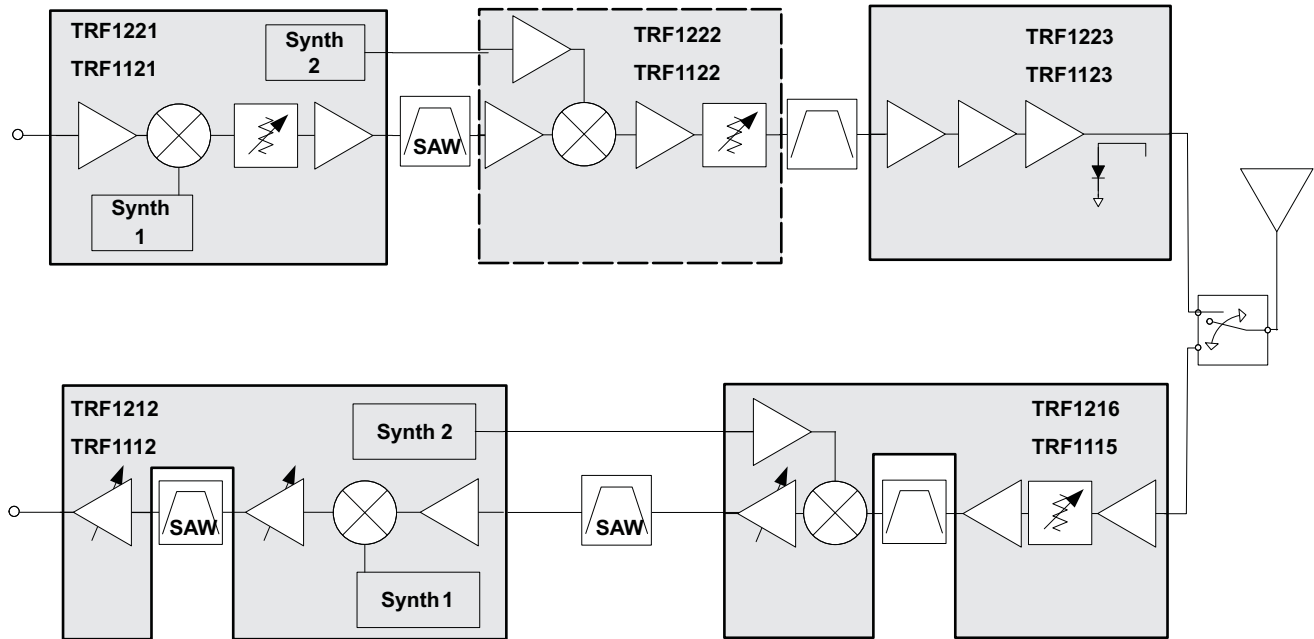 TRF1221
TRF1121
Synth
2
Synth
1
SAW
TRF1222
TRF1122
TRF1223
TRF1123
TRF1212
TRF1112
Synth 2
SAW
Synth 1
SAW
TRF1216
TRF1115